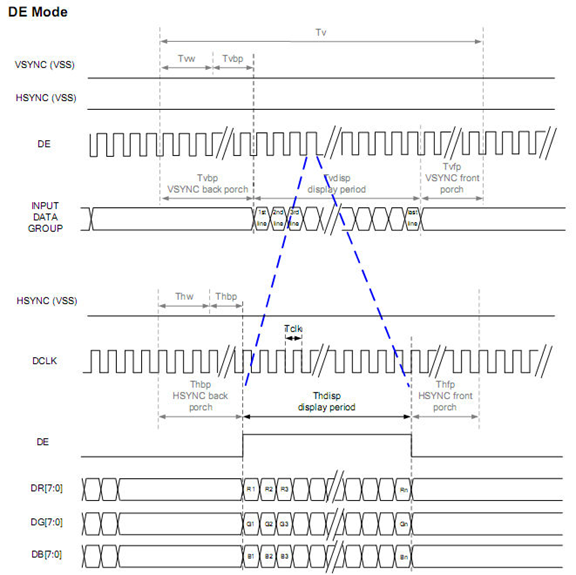 DE Mode
Tv
VSYNC (VSS)
Tvw
Tvbp
HSYNC (VSS)
DE
Tvbp
VSYNC back porch
Tvdisp
display period
Tvfp
VSYNC front
porch
INPUT
DATA
GROUP
1st
line
2nd
line
3rd
line
last
line
HSYNC (VSS)
Thw
Thbp
Tclk
DCLK
Thbp
HSYNC back
porch
Thdisp
display period
Thfp
HSYNC front
porch
DE
DR[7:0]
R1
R2
R3
Rn
DG[7:0]
G1
G2
G3
Gn
DB[7:0]
B1
B2
B3
Bn